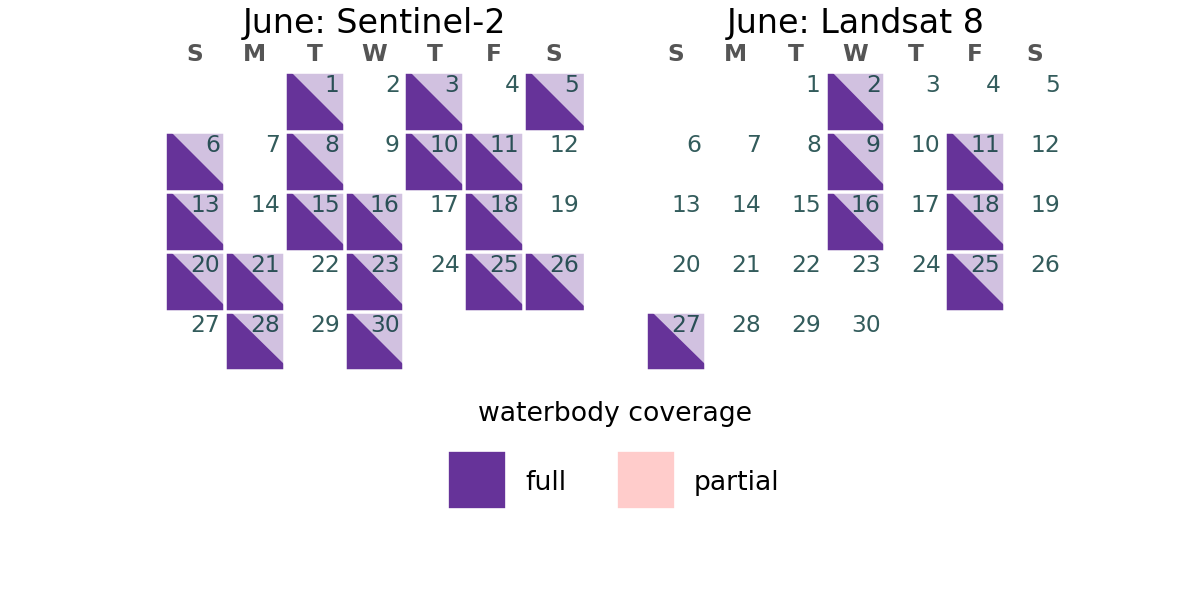 June: Sentinel-2
S M T W T F S
1 2 3 4 5
6 7 8 9 10 11 12
13 14 15 16 17 18 19
20 21 22 23 24 25 26
27 28 29 30
June: Landsat 8
S M T W T F S
1 2 3 4 5
6 7 8 9 10 11 12
13 14 15 16 17 18 19
20 21 22 23 24 25 26
27 28 29 30
waterbody coverage
full partial